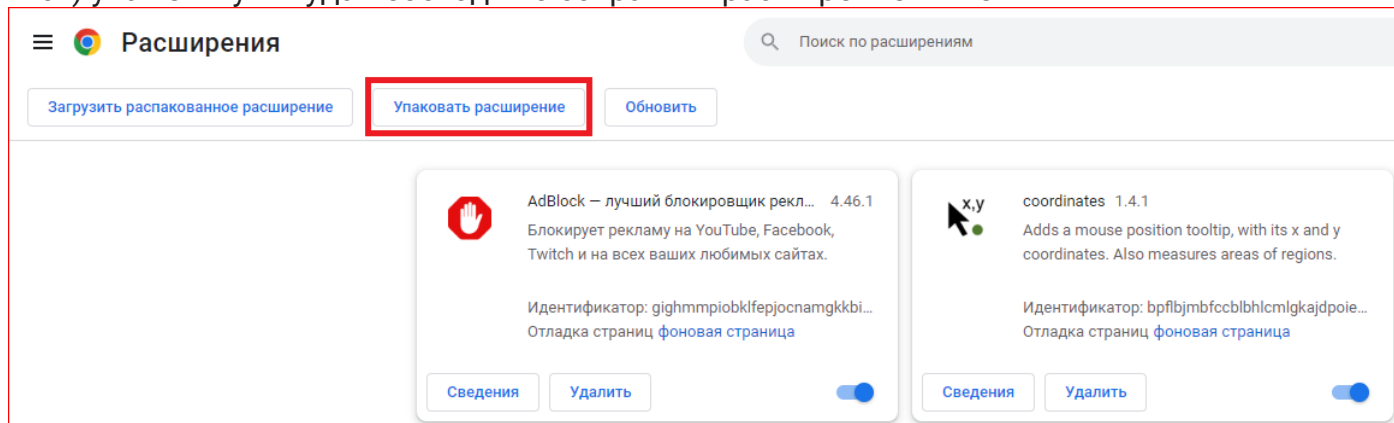 Расширения
Поиск по расширениям
Загрузить распакованное расширение
Упаковать расширение
Обновить
AdBlock — лучший блокировщик рекл... 4.46.1
Блокирует рекламу на YouTube, Facebook,
Twitch и на всех ваших любимых сайтах.
Идентификатор: gighmmpiobklfepjocnamgkkbi...
Отладка страниц фоновая страница
Сведения
Удалить
x,y
coordinates 1.4.1
Adds a mouse position tooltip, with its x and y
coordinates. Also measures areas of regions.
Идентификатор: bpflbjmbfccblbhlcmlgkajdpoie...
Отладка страниц фоновая страница
Сведения
Удалить